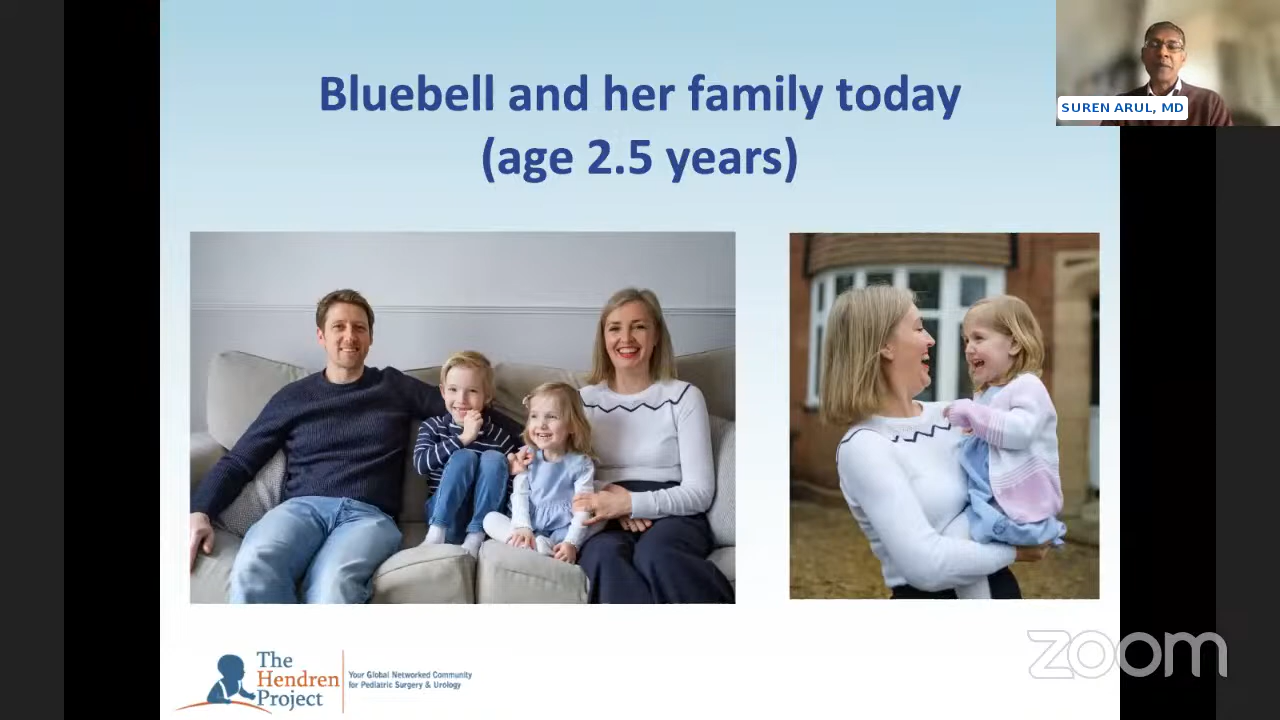 Bluebell and her family today
(age 2.5 years)
SUREN ARUL, MD
The
Hendren
Project
Your Global Networked Community
for Pediatric Surgery & Urology
zoom